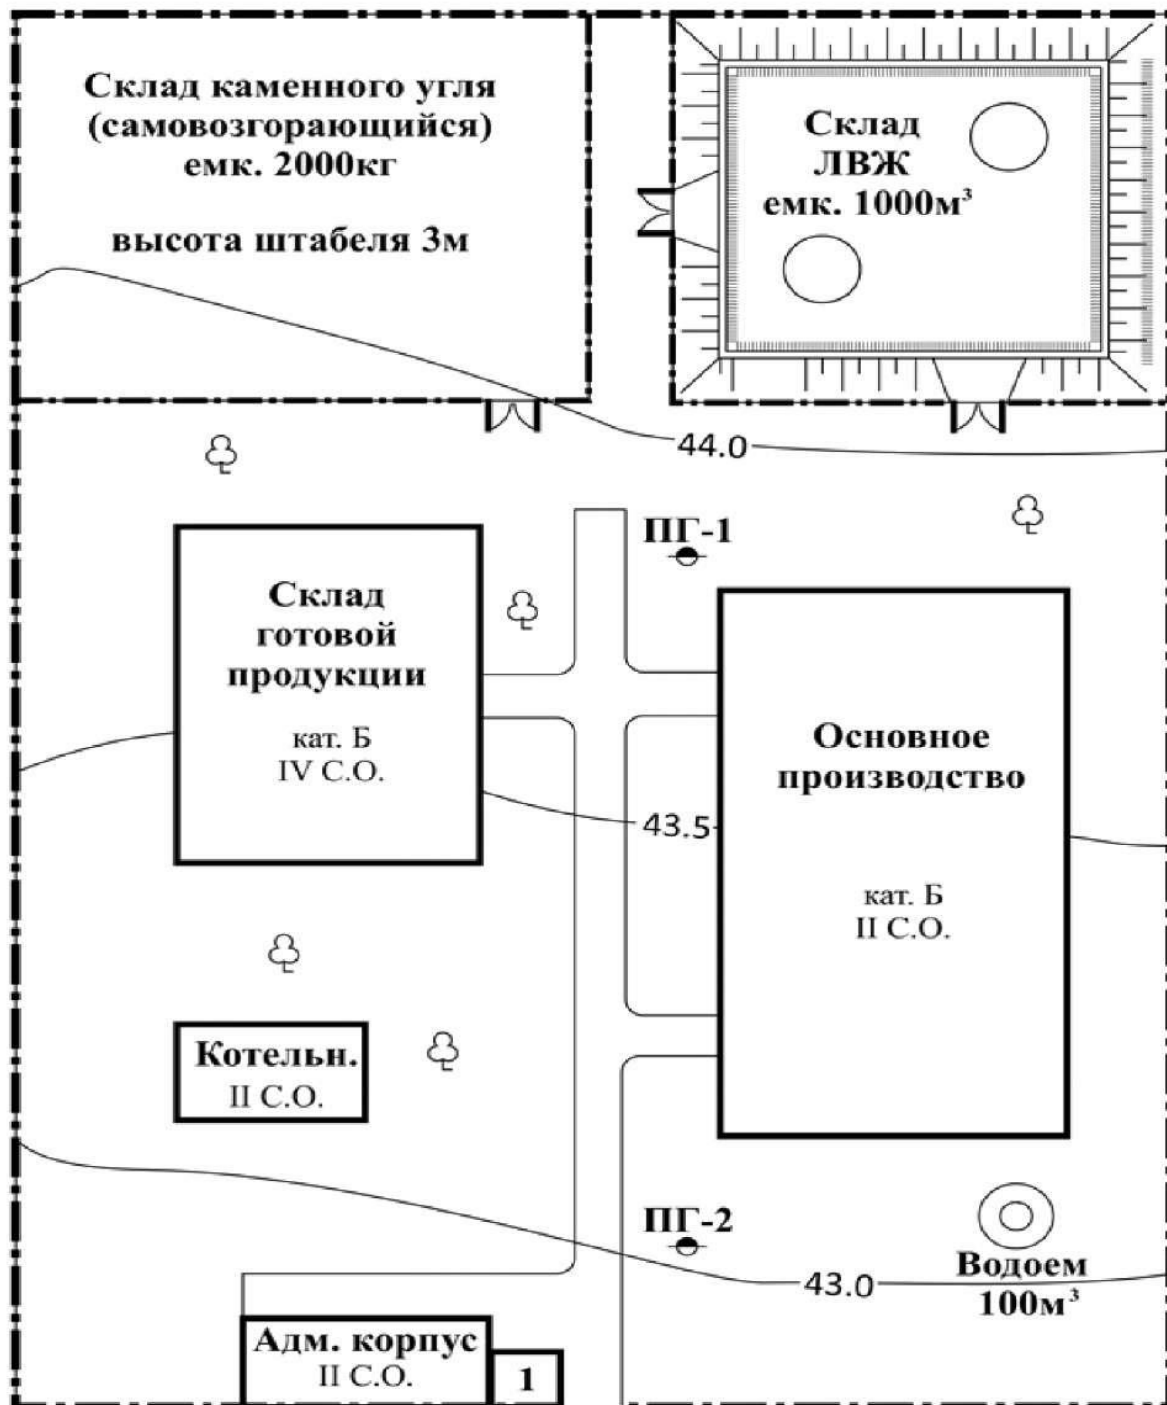 Склад каменного угля
(самовозгорающийся)
емк. 2000кг
высота штабеля 3м
Склад
ЛВЖ
емк. 1000м³
44.0
ПГ-1
Склад
готовой
продукции
кат. Б
IV С.О.
Основное
производство
43.5
кат. Б
II С.О.
Котельн.
II С.О.
ПГ-2
Водоем
100м³
43.0
Адм. корпус
II С.О.
1